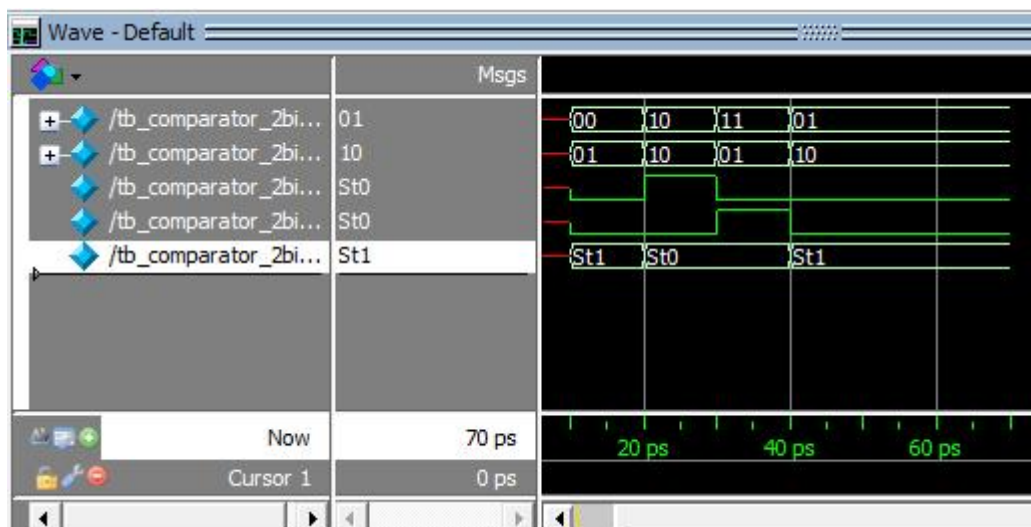 Wave - Default
Msgs
/tb_comparator_2bi... 01 00 10 11 01
/tb_comparator_2bi... 10 01 10 01 10
/tb_comparator_2bi... St0
/tb_comparator_2bi... St0
/tb_comparator_2bi... St1 St1 St0 St1
Now 70 ps 20 ps 40 ps 60 ps
Cursor 1 0 ps